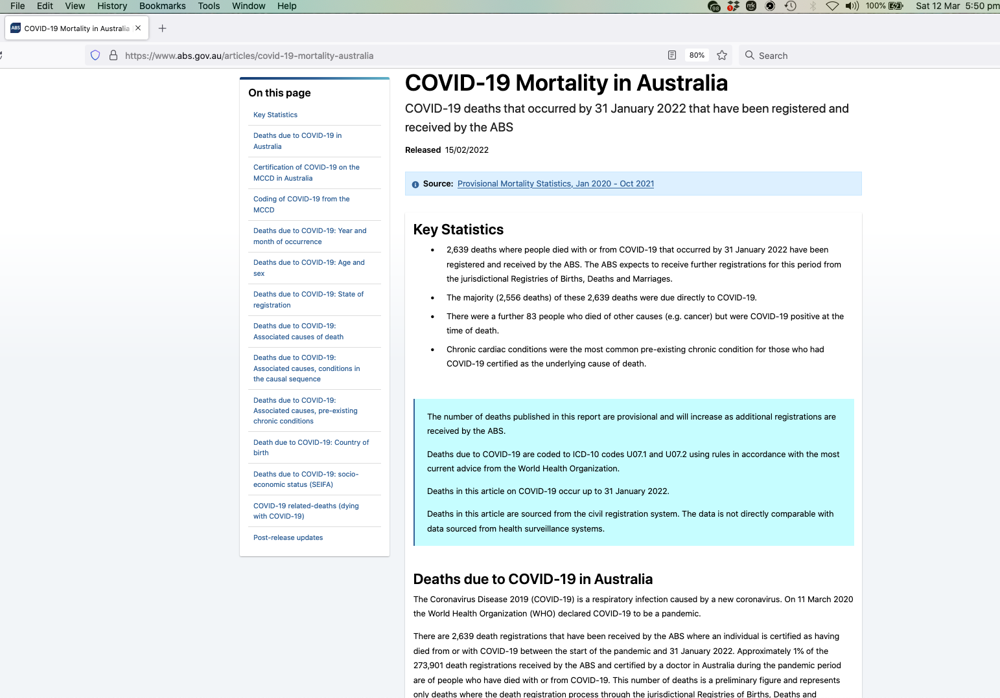 File Edit View History Bookmarks Tools Window Help
98 1 mk 100% Sat 12 Mar 5:50 pm
ABS COVID-19 Mortality in Australia
https://www.abs.gov.au/articles/covid-19-mortality-australia 80% Search
On this page
Key Statistics
Deaths due to COVID-19 in
Australia
Certification of COVID-19 on the
MCCD in Australia
Coding of COVID-19 from the
MCCD
Deaths due to COVID-19: Year and
month of occurrence
Deaths due to COVID-19: Age and
sex
Deaths due to COVID-19: State of
registration
Deaths due to COVID-19:
Associated causes of death
Deaths due to COVID-19:
Associated causes, conditions in
the causal sequence
Deaths due to COVID-19:
Associated causes, pre-existing
chronic conditions
Death due to COVID-19: Country of
birth
Deaths due to COVID-19: socio-
economic status (SEIFA)
COVID-19 related-deaths (dying
with COVID-19)
Post-release updates
COVID-19 Mortality in Australia
COVID-19 deaths that occurred by 31 January 2022 that have been registered and
received by the ABS
Released 15/02/2022
Source: Provisional Mortality Statistics, Jan 2020 - Oct 2021
Key Statistics
• 2,639 deaths where people died with or from COVID-19 that occurred by 31 January 2022 have been
registered and received by the ABS. The ABS expects to receive further registrations for this period from
the jurisdictional Registries of Births, Deaths and Marriages.
• The majority (2,556 deaths) of these 2,639 deaths were due directly to COVID-19.
• There were a further 83 people who died of other causes (e.g. cancer) but were COVID-19 positive at the
time of death.
• Chronic cardiac conditions were the most common pre-existing chronic condition for those who had
COVID-19 certified as the underlying cause of death.
The number of deaths published in this report are provisional and will increase as additional registrations are
received by the ABS.
Deaths due to COVID-19 are coded to ICD-10 codes U07.1 and U07.2 using rules in accordance with the most
current advice from the World Health Organization.
Deaths in this article on COVID-19 occur up to 31 January 2022.
Deaths in this article are sourced from the civil registration system. The data is not directly comparable with
data sourced from health surveillance systems.
Deaths due to COVID-19 in Australia
The Coronavirus Disease 2019 (COVID-19) is a respiratory infection caused by a new coronavirus. On 11 March 2020
the World Health Organization (WHO) declared COVID-19 to be a pandemic.
There are 2,639 death registrations that have been received by the ABS where an individual is certified as having
died from or with COVID-19 between the start of the pandemic and 31 January 2022. Approximately 1% of the
273,901 death registrations received by the ABS and certified by a doctor in Australia during the pandemic period
are of people who have died with or from COVID-19. This number of deaths is a preliminary figure and represents
only deaths where the death registration process through the jurisdictional Registries of Births, Deaths and